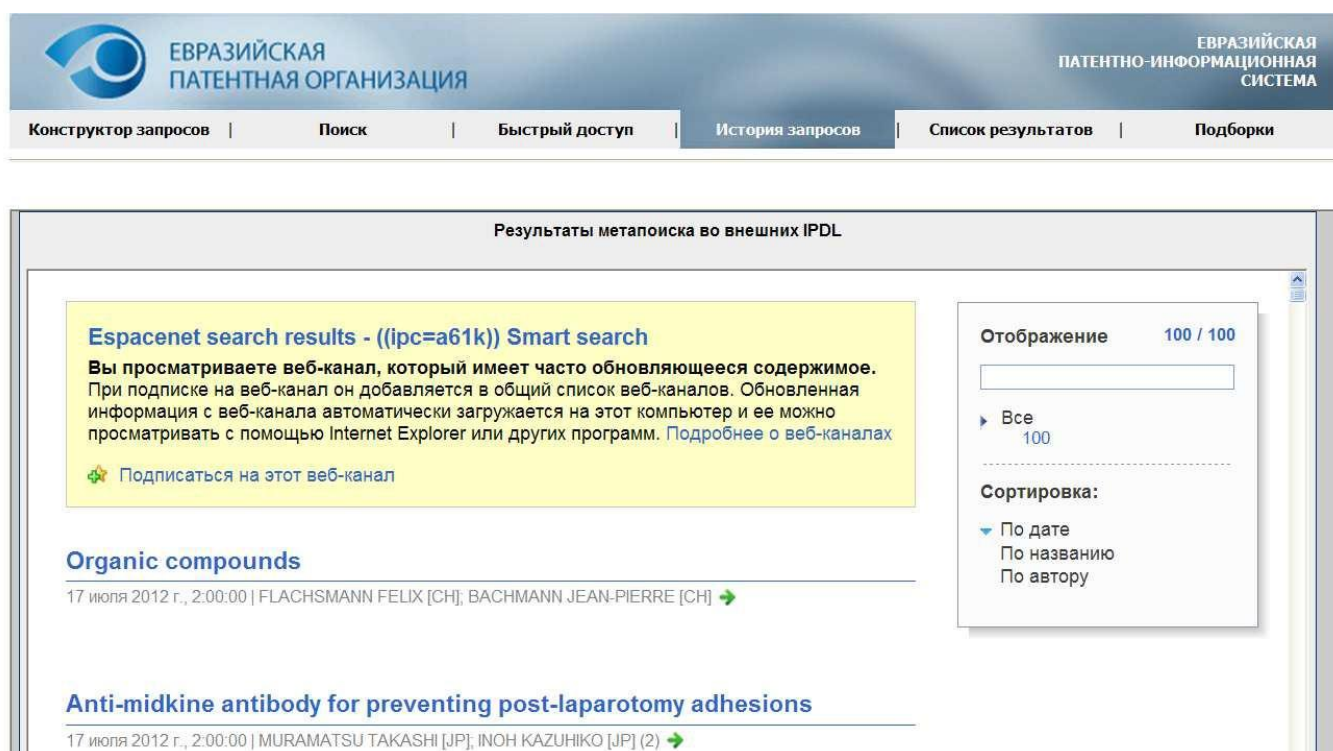 ЕВРАЗИЙСКАЯ
ПАТЕНТНАЯ ОРГАНИЗАЦИЯ
ЕВРАЗИЙСКАЯ
ПАТЕНТНО-ИНФОРМАЦИОННАЯ
СИСТЕМА
Конструктор запросов | Поиск | Быстрый доступ | История запросов | Список результатов | Подборки
Результаты метапоиска во внешних IPDL
Espacenet search results - ((ipc=a61k)) Smart search
Вы просматриваете веб-канал, который имеет часто обновляющееся содержимое.
При подписке на веб-канал он добавляется в общий список веб-каналов. Обновленная
информация с веб-канала автоматически загружается на этот компьютер и ее можно
просматривать с помощью Internet Explorer или других программ. Подробнее о веб-каналах
Подписаться на этот веб-канал
Отображение 100 / 100
Все
100
Сортировка:
По дате
По названию
По автору
Organic compounds
17 июля 2012 г., 2:00:00 | FLACHSMANN FELIX [CH]; BACHMANN JEAN-PIERRE [CH]
Anti-midkine antibody for preventing post-laparotomy adhesions
17 июля 2012 г., 2:00:00 | MURAMATSU TAKASHI [JP]; INOH KAZUHIKO [JP] (2)